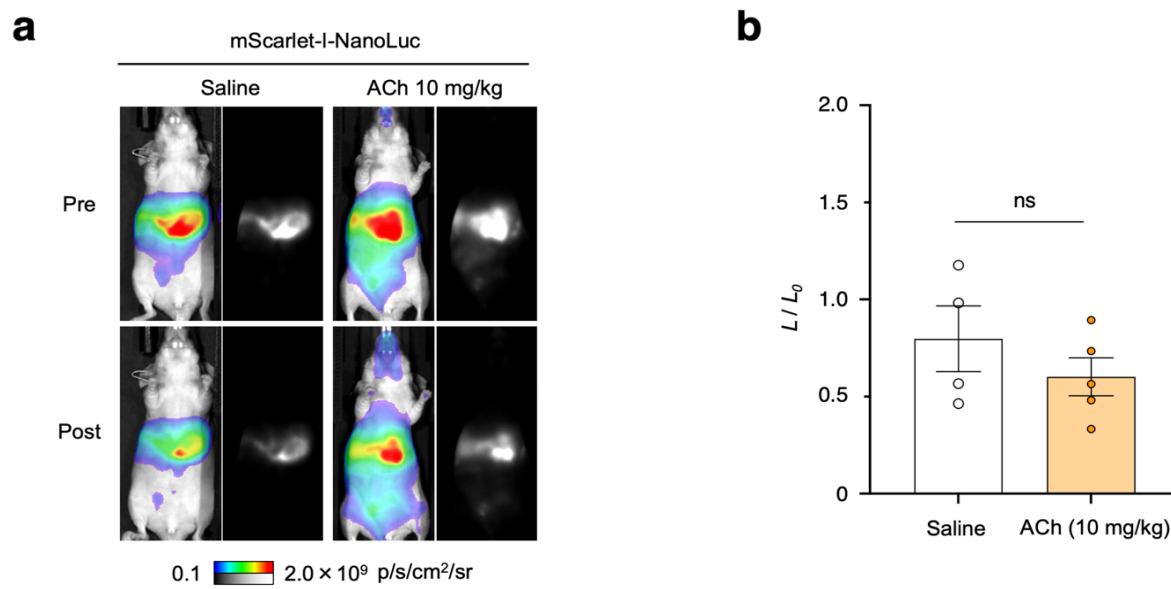 a
mScarlet-I-NanoLuc
Saline
ACh 10 mg/kg
Pre
Post
0.1
2.0 × 10⁹ p/s/cm²/sr
b
2.0
1.5
1.0
0.5
0
L / L₀
ns
Saline
ACh (10 mg/kg)